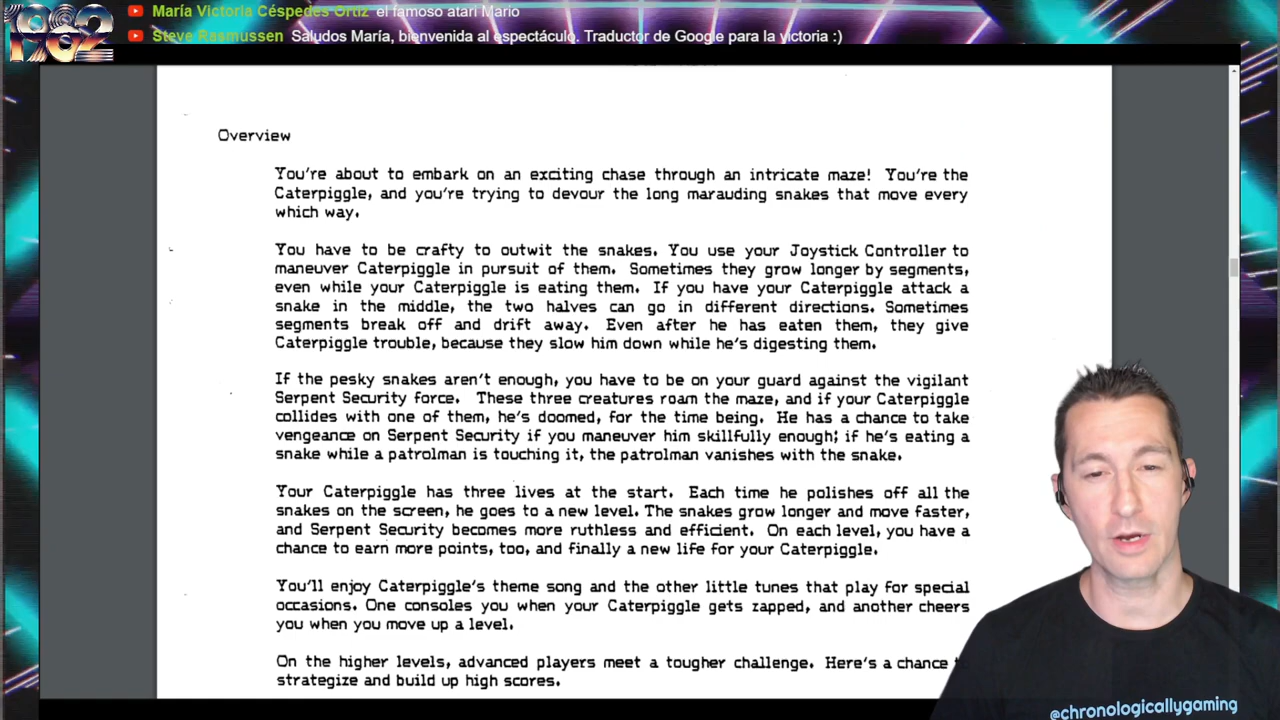 1982
María Victoria Céspedes Ortiz el famoso atari Mario
Steve Rasmussen Saludos María, bienvenida al espectáculo. Traductor de Google para la victoria :)
Overview
You're about to embark on an exciting chase through an intricate maze! You're the
Caterpiggle, and you're trying to devour the long marauding snakes that move every
which way.
You have to be crafty to outwit the snakes. You use your Joystick Controller to
maneuver Caterpiggle in pursuit of them. Sometimes they grow longer by segments,
even while your Caterpiggle is eating them. If you have your Caterpiggle attack a
snake in the middle, the two halves can go in different directions. Sometimes
segments break off and drift away. Even after he has eaten them, they give
Caterpiggle trouble, because they slow him down while he's digesting them.
If the pesky snakes aren't enough, you have to be on your guard against the vigilant
Serpent Security force. These three creatures roam the maze, and if your Caterpiggle
collides with one of them, he's doomed, for the time being. He has a chance to take
vengeance on Serpent Security if you maneuver him skillfully enough; if he's eating a
snake while a patrolman is touching it, the patrolman vanishes with the snake.
Your Caterpiggle has three lives at the start. Each time he polishes off all the
snakes on the screen, he goes to a new level. The snakes grow longer and move faster,
and Serpent Security becomes more ruthless and efficient. On each level, you have a
chance to earn more points, too, and finally a new life for your Caterpiggle.
You'll enjoy Caterpiggle's theme song and the other little tunes that play for special
occasions. One consoles you when your Caterpiggle gets zapped, and another cheers
you when you move up a level.
On the higher levels, advanced players meet a tougher challenge. Here's a chance
strategize and build up high scores.
@chronologicallygaming